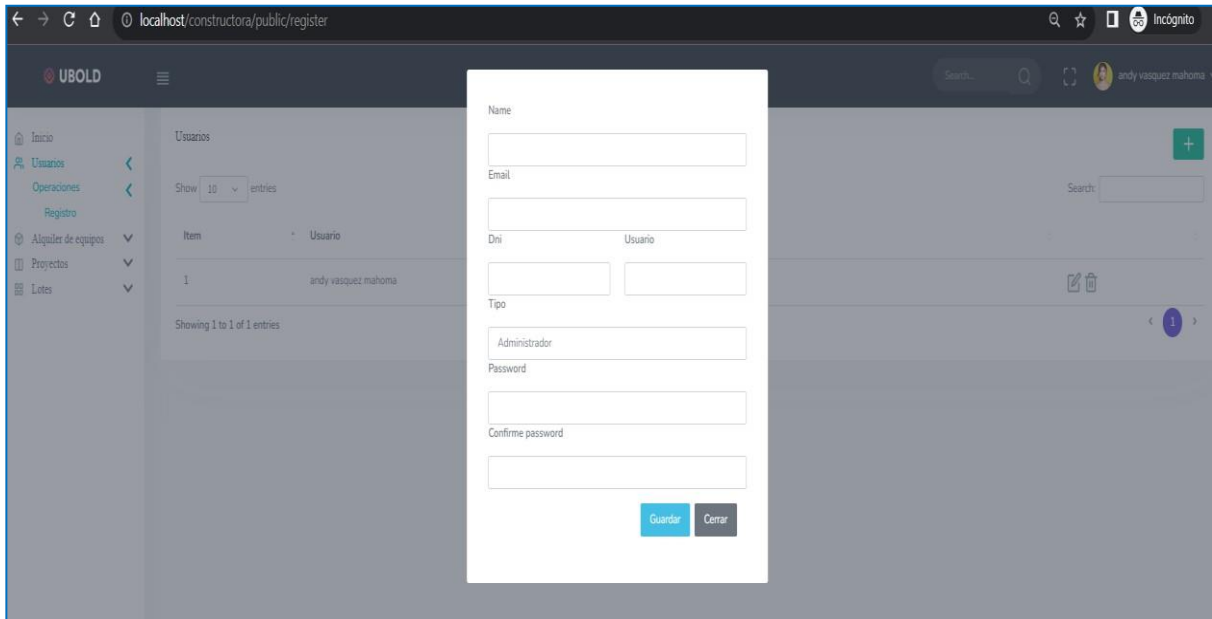 localhost/constructora/public/register
Incógnito
UBOLD
Search...
andy vasquez mahoma
Inicio
Usuarios
Operaciones
Registro
Alquiler de equipos
Proyectos
Lotes
Usuarios
+
Show 10 entries
Search:
Item Usuario
1 andy vasquez mahoma
Showing 1 to 1 of 1 entries
1
Name
Email
Dni Usuario
Tipo
Administrador
Password
Confirme password
Guardar Cerrar